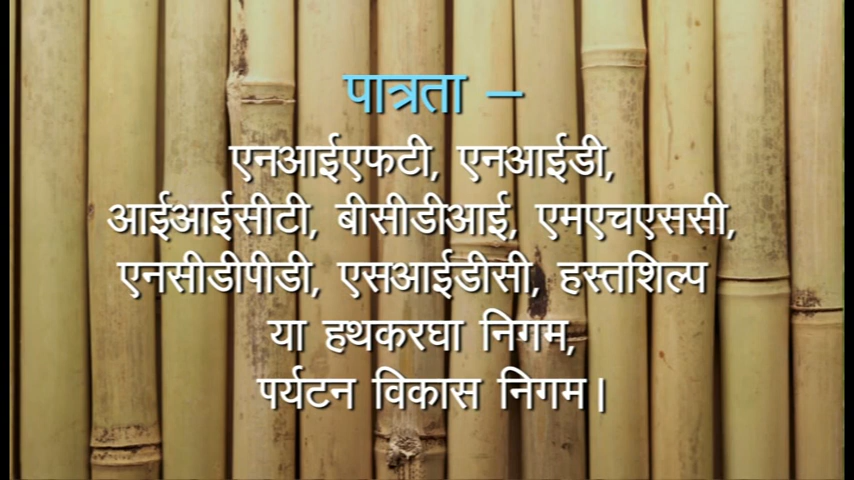 पात्रता –
एनआईएफटी, एनआईडी,
आईआईसीटी, बीसीडीआई, एमएचएससी,
एनसीडीपीडी, एसआईडीसी, हस्तशिल्प
या हथकरघा निगम,
पर्यटन विकास निगम।